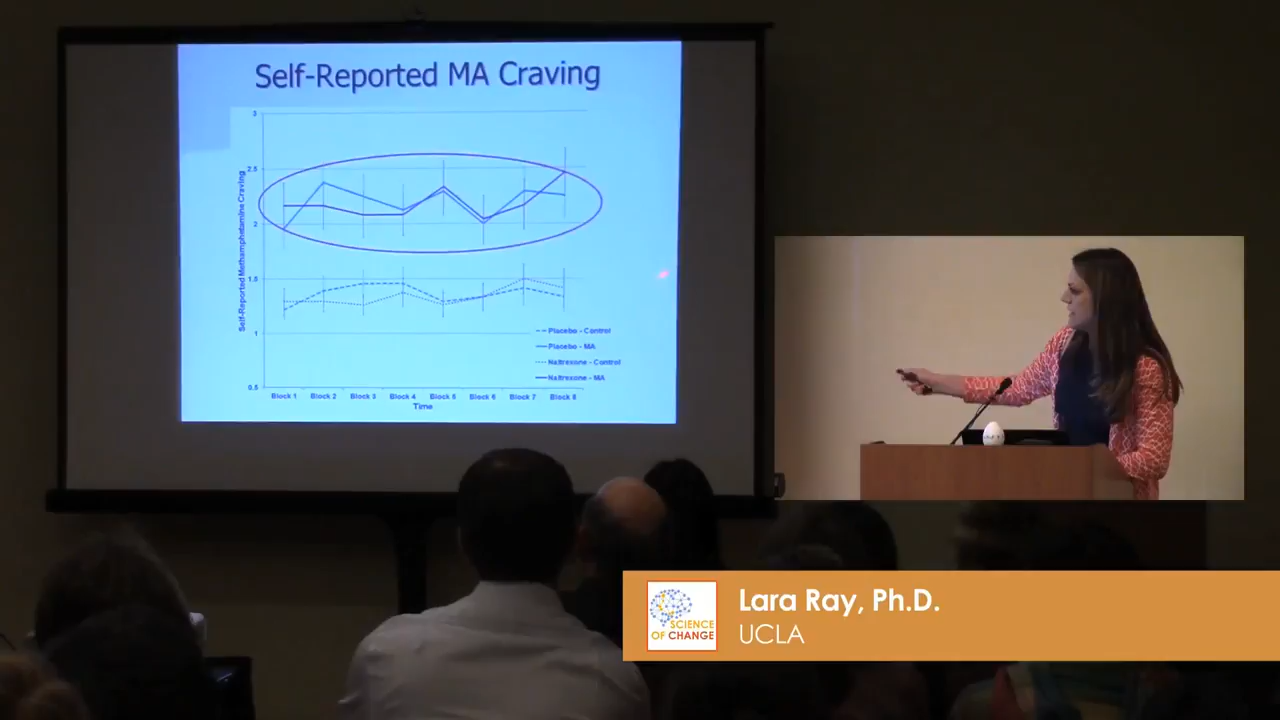 Self-Reported MA Craving
Self-Reported Methamphetamine Craving
3
2.5
2
1.5
1
0.5
Placebo - Control
Placebo - MA
Naltrexone - Control
Naltrexone - MA
Block 1 Block 2 Block 3 Block 4 Block 5 Block 6 Block 7 Block 8
Time
SCIENCE
OF CHANGE
Lara Ray, Ph.D.
UCLA